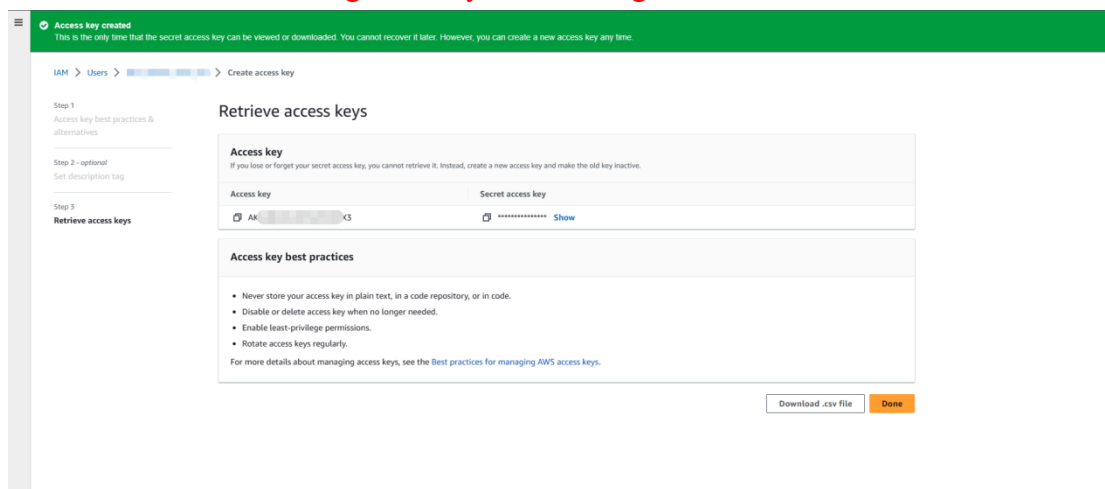 Access key created
This is the only time that the secret access key can be viewed or downloaded. You cannot recover it later. However, you can create a new access key any time.
IAM > Users > > Create access key
Step 1
Access key best practices &
alternatives
Step 2 - optional
Set description tag
Step 3
Retrieve access keys
Retrieve access keys
Access key
If you lose or forget your secret access key, you cannot retrieve it. Instead, create a new access key and make the old key inactive.
Access key Secret access key
AK X3 *************** Show
Access key best practices
• Never store your access key in plain text, in a code repository, or in code.
• Disable or delete access key when no longer needed.
• Enable least-privilege permissions.
• Rotate access keys regularly.
For more details about managing access keys, see the Best practices for managing AWS access keys.
Download .csv file Done